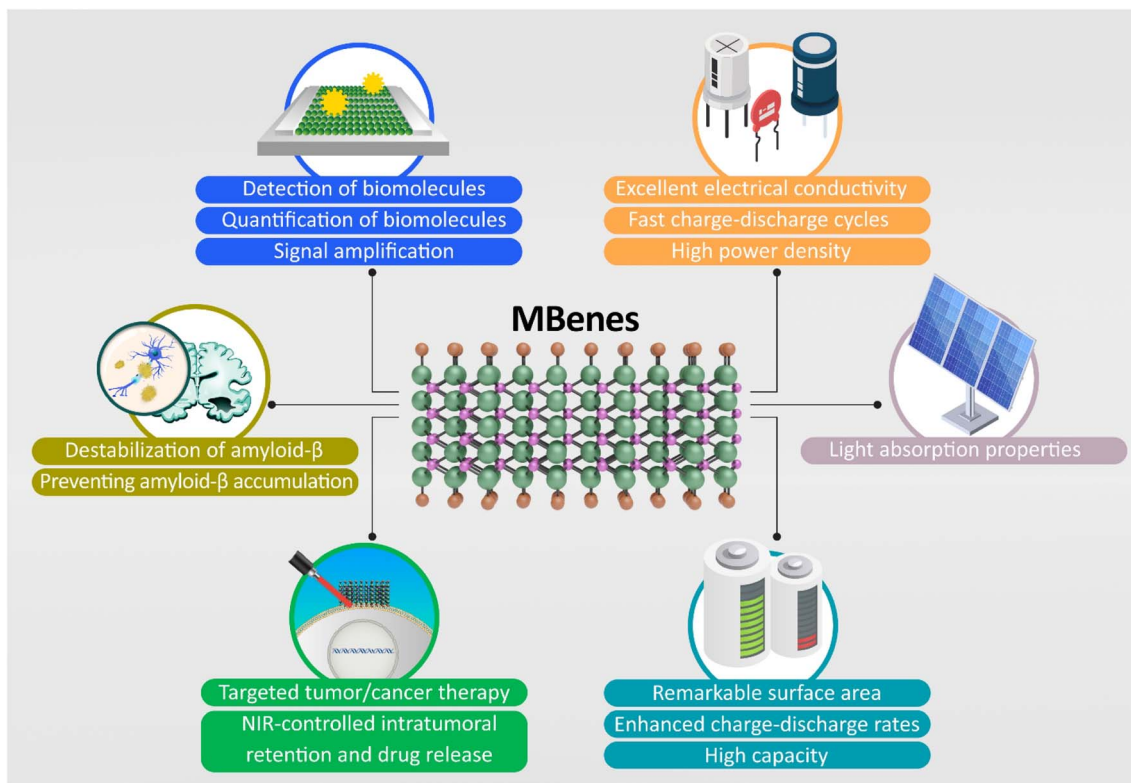 Detection of biomolecules
Quantification of biomolecules
Signal amplification
Excellent electrical conductivity
Fast charge-discharge cycles
High power density
MBenes
Destabilization of amyloid-β
Preventing amyloid-β accumulation
Light absorption properties
Targeted tumor/cancer therapy
NIR-controlled intratumoral
retention and drug release
Remarkable surface area
Enhanced charge-discharge rates
High capacity